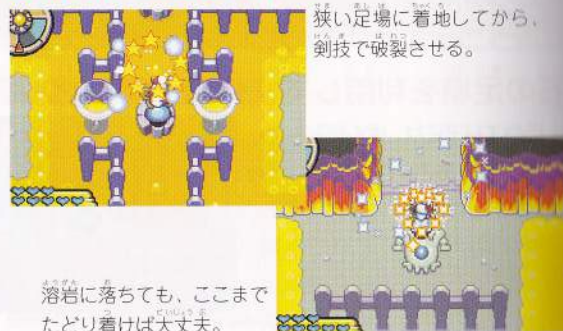 狭い足場に着地してから、
剣技で破裂させる。
溶岩に落ちても、ここまで
たどり着けば大丈夫。